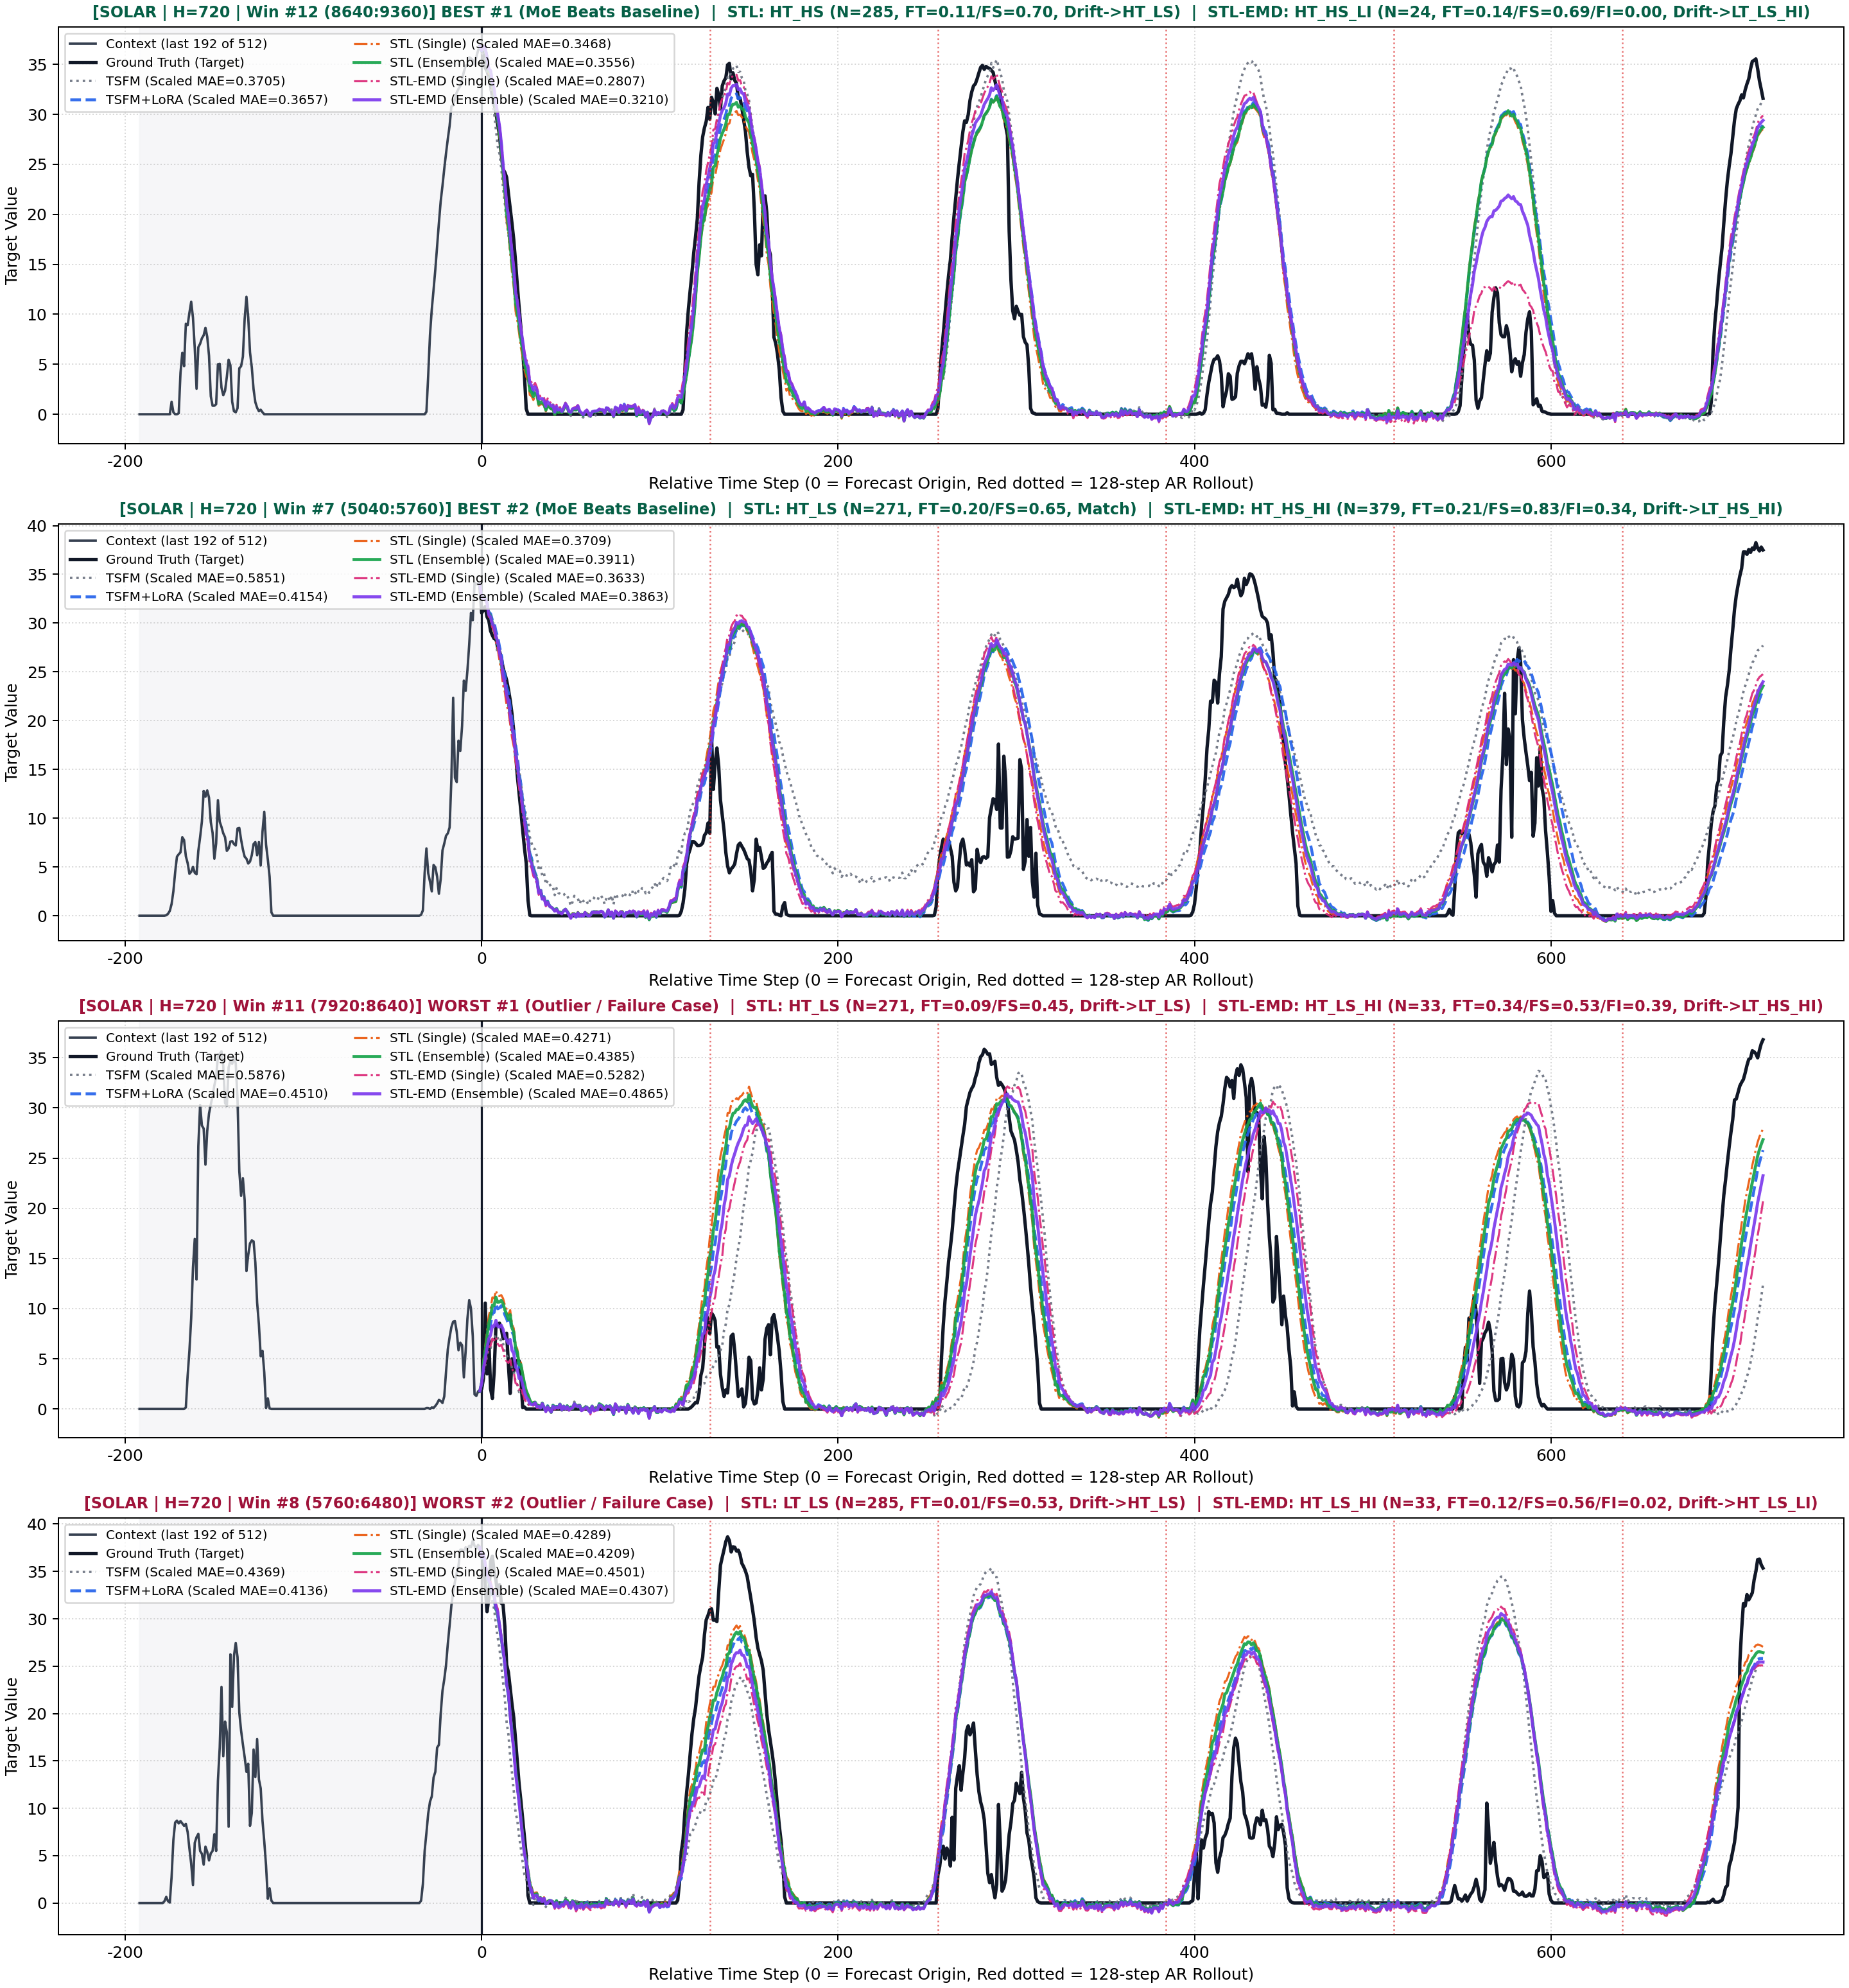 [SOLAR | H=720 | Win #12 (8640:9360)] BEST #1 (MoE Beats Baseline) | STL: HT_HS (N=285, FT=0.11/FS=0.70, Drift->HT_LS) | STL-EMD: HT_HS_LI (N=24, FT=0.14/FS=0.69/FI=0.00, Drift->LT_LS_HI)
Context (last 192 of 512)
Ground Truth (Target)
TSFM (Scaled MAE=0.3705)
TSFM+LoRA (Scaled MAE=0.3657)
STL (Single) (Scaled MAE=0.3468)
STL (Ensemble) (Scaled MAE=0.3556)
STL-EMD (Single) (Scaled MAE=0.2807)
STL-EMD (Ensemble) (Scaled MAE=0.3210)
Target Value
35
30
25
20
15
10
5
0
-200 0 200 400 600
Relative Time Step (0 = Forecast Origin, Red dotted = 128-step AR Rollout)
[SOLAR | H=720 | Win #7 (5040:5760)] BEST #2 (MoE Beats Baseline) | STL: HT_LS (N=271, FT=0.20/FS=0.65, Match) | STL-EMD: HT_HS_HI (N=379, FT=0.21/FS=0.83/FI=0.34, Drift->LT_HS_HI)
Context (last 192 of 512)
Ground Truth (Target)
TSFM (Scaled MAE=0.5851)
TSFM+LoRA (Scaled MAE=0.4154)
STL (Single) (Scaled MAE=0.3709)
STL (Ensemble) (Scaled MAE=0.3911)
STL-EMD (Single) (Scaled MAE=0.3633)
STL-EMD (Ensemble) (Scaled MAE=0.3863)
Target Value
40
35
30
25
20
15
10
5
0
-200 0 200 400 600
Relative Time Step (0 = Forecast Origin, Red dotted = 128-step AR Rollout)
[SOLAR | H=720 | Win #11 (7920:8640)] WORST #1 (Outlier / Failure Case) | STL: HT_LS (N=271, FT=0.09/FS=0.45, Drift->LT_LS) | STL-EMD: HT_LS_HI (N=33, FT=0.34/FS=0.53/FI=0.39, Drift->LT_HS_HI)
Context (last 192 of 512)
Ground Truth (Target)
TSFM (Scaled MAE=0.5876)
TSFM+LoRA (Scaled MAE=0.4510)
STL (Single) (Scaled MAE=0.4271)
STL (Ensemble) (Scaled MAE=0.4385)
STL-EMD (Single) (Scaled MAE=0.5282)
STL-EMD (Ensemble) (Scaled MAE=0.4865)
Target Value
35
30
25
20
15
10
5
0
-200 0 200 400 600
Relative Time Step (0 = Forecast Origin, Red dotted = 128-step AR Rollout)
[SOLAR | H=720 | Win #8 (5760:6480)] WORST #2 (Outlier / Failure Case) | STL: LT_LS (N=285, FT=0.01/FS=0.53, Drift->HT_LS) | STL-EMD: HT_LS_HI (N=33, FT=0.12/FS=0.56/FI=0.02, Drift->HT_LS_LI)
Context (last 192 of 512)
Ground Truth (Target)
TSFM (Scaled MAE=0.4369)
TSFM+LoRA (Scaled MAE=0.4136)
STL (Single) (Scaled MAE=0.4289)
STL (Ensemble) (Scaled MAE=0.4209)
STL-EMD (Single) (Scaled MAE=0.4501)
STL-EMD (Ensemble) (Scaled MAE=0.4307)
Target Value
40
35
30
25
20
15
10
5
0
-200 0 200 400 600
Relative Time Step (0 = Forecast Origin, Red dotted = 128-step AR Rollout)